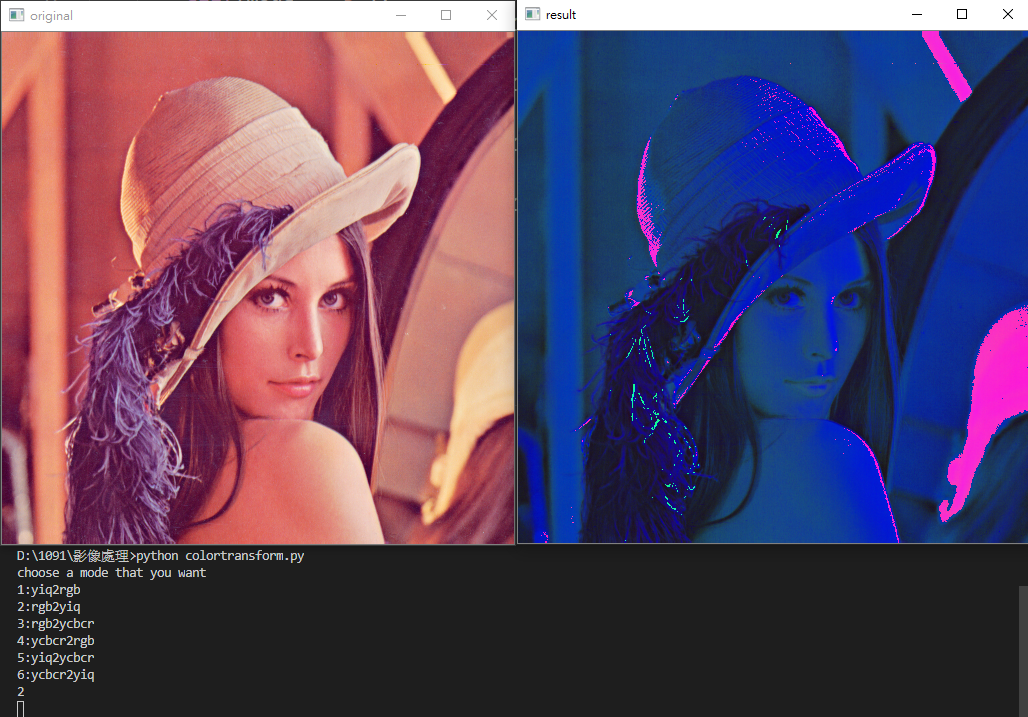 original
result
D:\1091\影像處理>python colortransform.py
choose a mode that you want
1:yiq2rgb
2:rgb2yiq
3:rgb2ycbcr
4:ycbcr2rgb
5:yiq2ycbcr
6:ycbcr2yiq
2